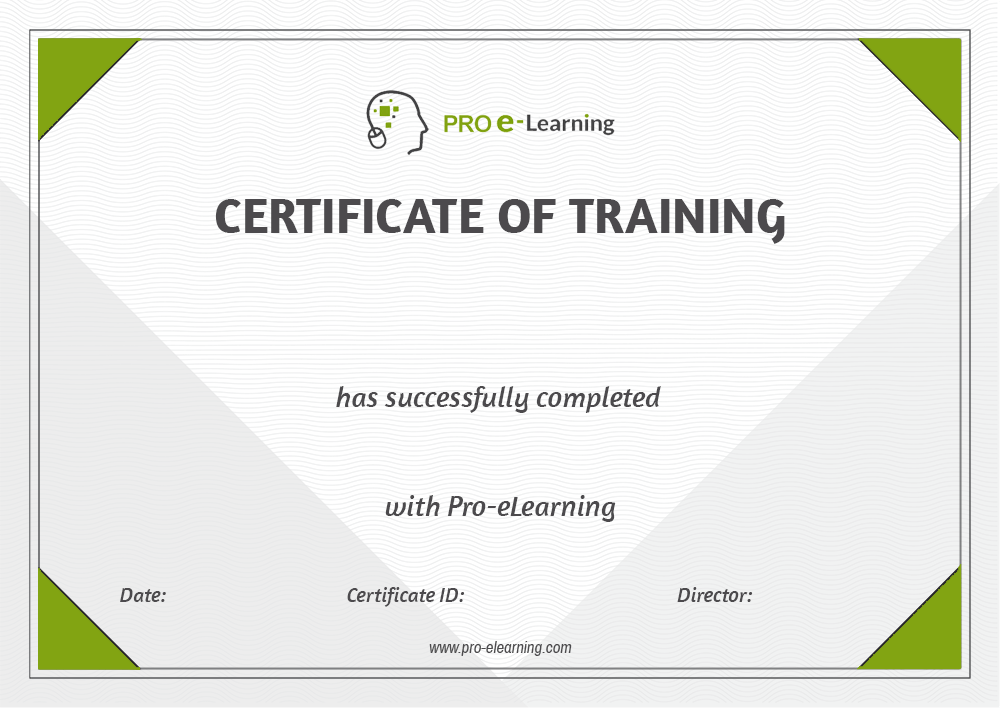 PRO e-Learning
CERTIFICATE OF TRAINING
has successfully completed
with Pro-eLearning
Date: Certificate ID: Director:
www.pro-elearning.com